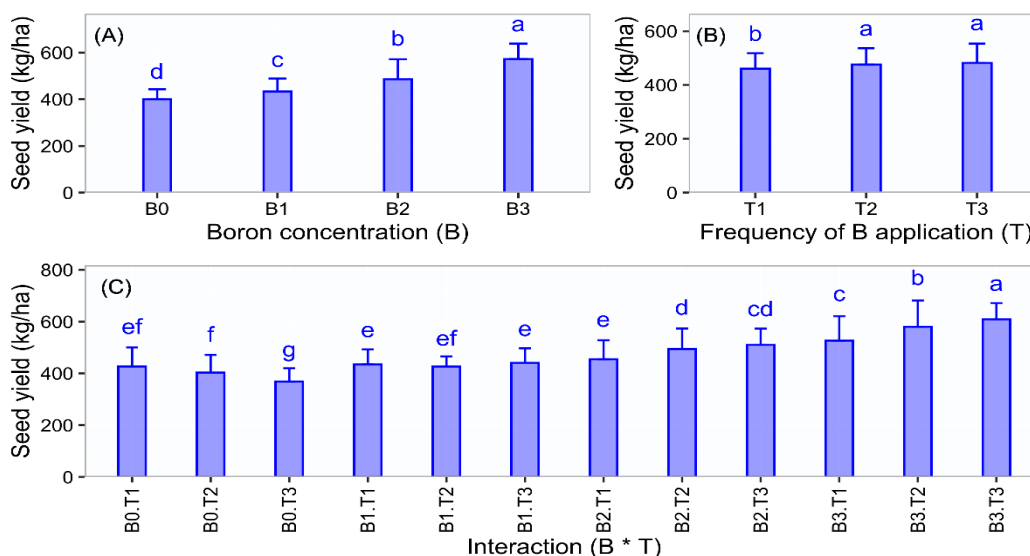 (A)
Seed yield (kg/ha)
600
400
200
0
d
c
b
a
B0
B1
B2
B3
Boron concentration (B)
(B)
Seed yield (kg/ha)
600
400
200
0
b
a
a
T1
T2
T3
Frequency of B application (T)
(C)
Seed yield (kg/ha)
800
600
400
200
0
ef
f
g
e
ef
e
e
d
cd
c
b
a
B0.T1
B0.T2
B0.T3
B1.T1
B1.T2
B1.T3
B2.T1
B2.T2
B2.T3
B3.T1
B3.T2
B3.T3
Interaction (B * T)